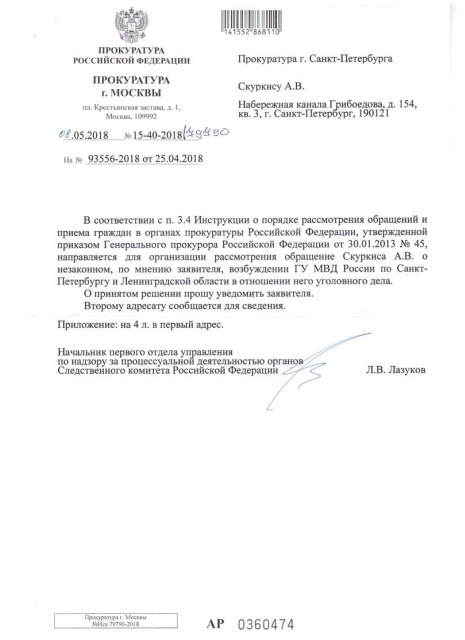 141552868110
ПРОКУРАТУРА
РОССИЙСКОЙ ФЕДЕРАЦИИ
ПРОКУРАТУРА
г. МОСКВЫ
пл. Крестьянская застава, д. 1,
Москва, 109992
08.05.2018 №15-40-2018/79790
На № 93556-2018 от 25.04.2018
Прокуратура г. Санкт-Петербурга
Скуркису А.В.
Набережная канала Грибоедова, д. 154,
кв. 3, г. Санкт-Петербург, 190121
В соответствии с п. 3.4 Инструкции о порядке рассмотрения обращений и
приема граждан в органах прокуратуры Российской Федерации, утвержденной
приказом Генерального прокурора Российской Федерации от 30.01.2013 № 45,
направляется для организации рассмотрения обращение Скуркиса А.В. о
незаконном, по мнению заявителя, возбуждении ГУ МВД России по Санкт-
Петербургу и Ленинградской области в отношении него уголовного дела.
О принятом решении прошу уведомить заявителя.
Второму адресату сообщается для сведения.
Приложение: на 4 л. в первый адрес.
Начальник первого отдела управления
по надзору за процессуальной деятельностью органов
Следственного комитета Российской Федерации
Л.В. Лазуков
Прокуратура г. Москвы
№Исх.79790-2018
АР 0360474